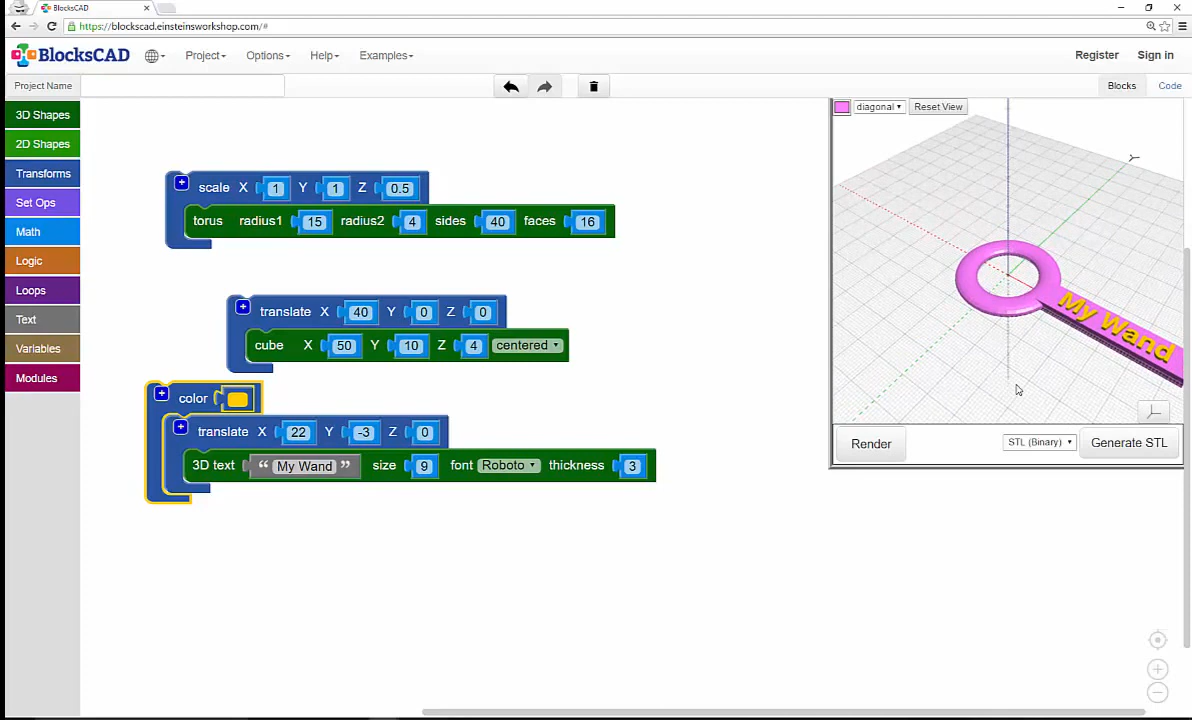 BlocksCAD
https://blockscad.einsteinsworkshop.com/#
BlocksCAD
Project
Options
Help
Examples
Register
Sign in
Project Name
Blocks
Code
3D Shapes
2D Shapes
Transforms
Set Ops
Math
Logic
Loops
Text
Variables
Modules
scale X 1 Y 1 Z 0.5
torus radius1 15 radius2 4 sides 40 faces 16
translate X 40 Y 0 Z 0
cube X 50 Y 10 Z 4 centered
color
translate X 22 Y -3 Z 0
3D text “ My Wand ” size 9 font Roboto thickness 3
diagonal
Reset View
My Wand
Render
STL (Binary)
Generate STL